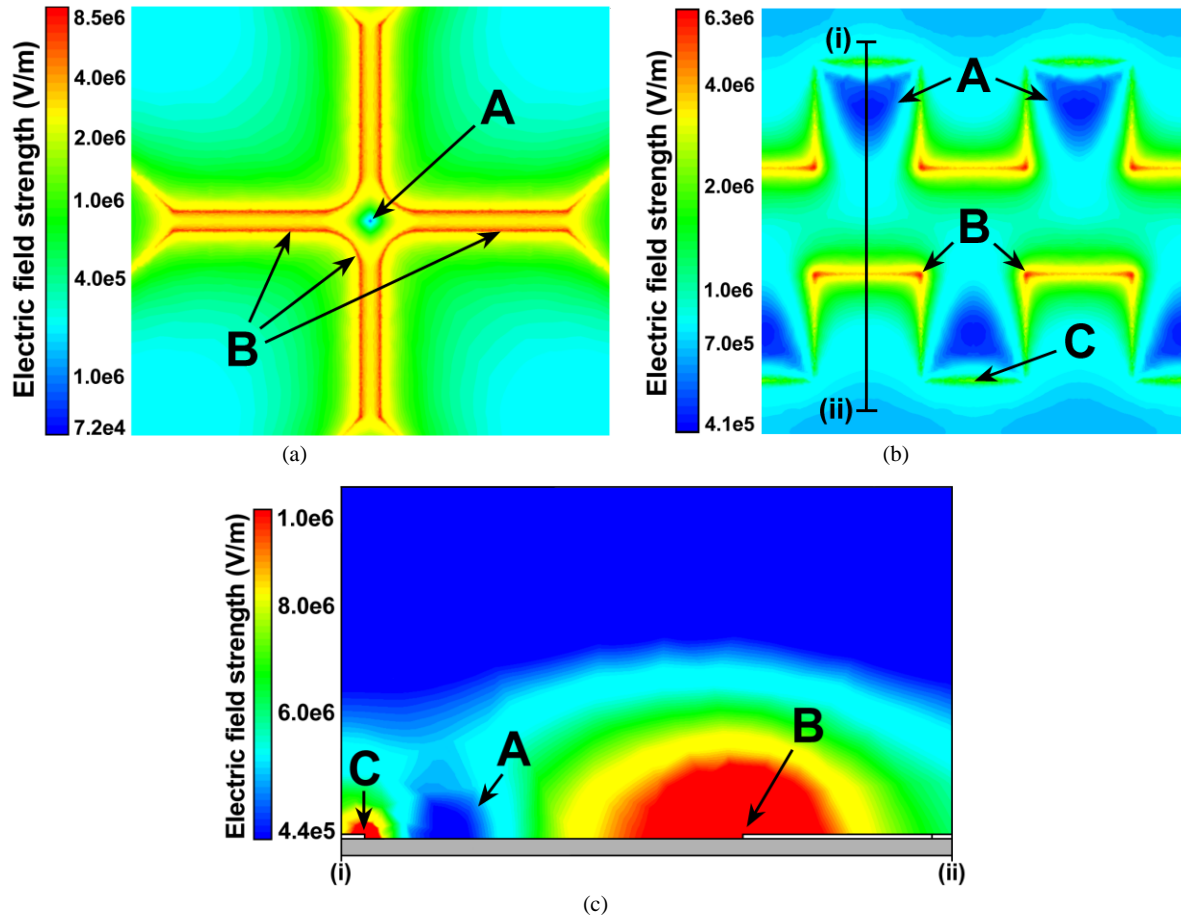 Electric field strength (V/m)
8.5e6
4.0e6
2.0e6
1.0e6
4.0e5
1.0e6
7.2e4
A
B
(a)
Electric field strength (V/m)
6.3e6
4.0e6
2.0e6
1.0e6
7.0e5
4.1e5
(i)
A
B
C
(ii)
(b)
Electric field strength (V/m)
1.0e6
8.0e6
6.0e6
4.4e5
C
A
B
(i)
(ii)
(c)